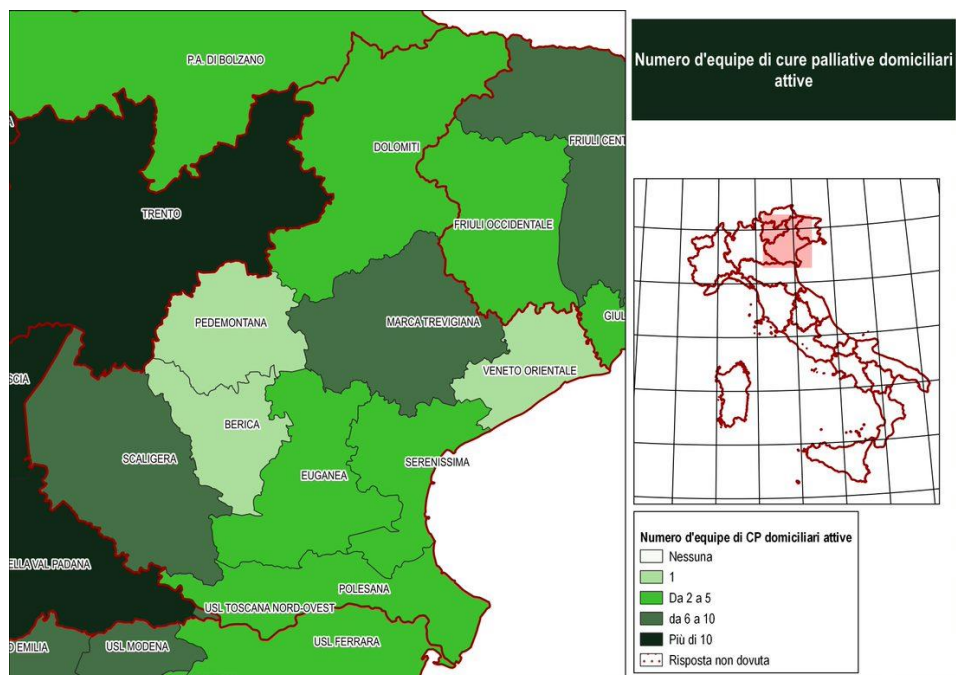 Numero d'equipe di cure palliative domiciliari
attive
P.A. DI BOLZANO
DOLOMITI
FRIULI CENT
TRENTO
FRIULI OCCIDENTALE
PEDEMONTANA
MARCA TREVIGIANA
GIUL
VENETO ORIENTALE
SCIA
BERICA
SCALIGERA
EUGANEA
SERENISSIMA
ELLA VAL PADANA
POLESANA
USL TOSCANA NORD-OVEST
O EMILIA
USL MODENA
USL FERRARA
Numero d'equipe di CP domiciliari attive
Nessuna
1
Da 2 a 5
da 6 a 10
Più di 10
Risposta non dovuta